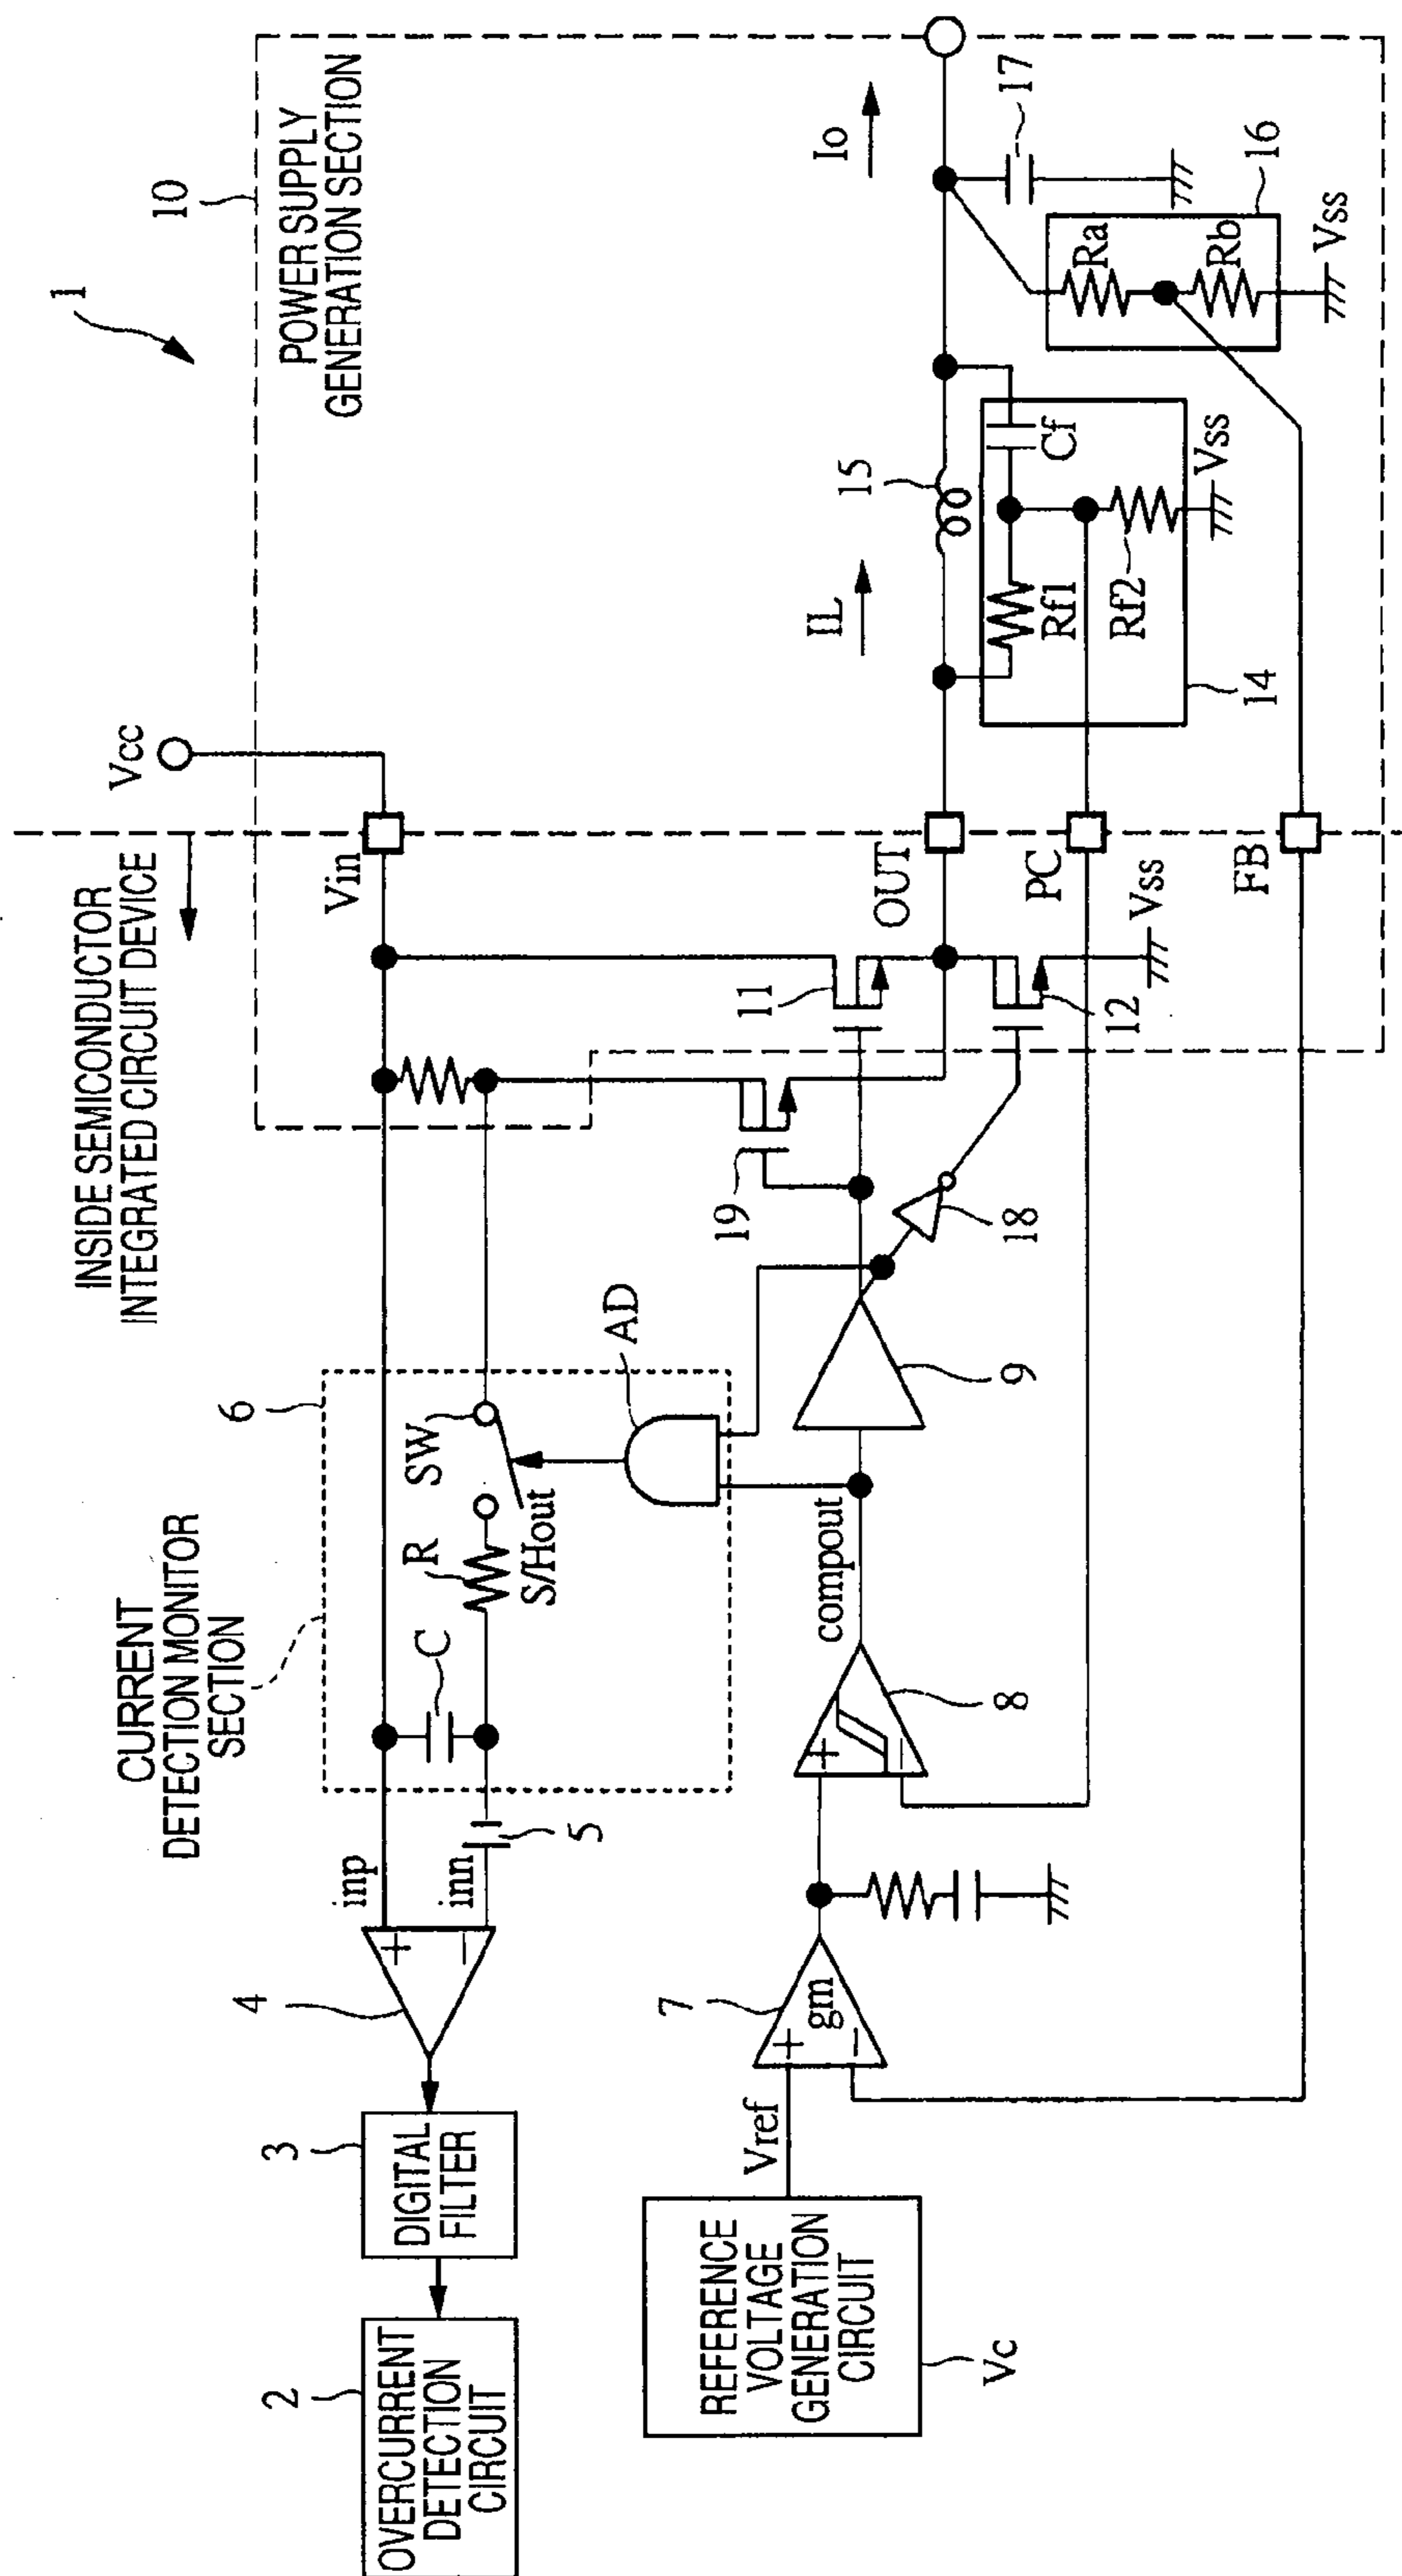 1
10
POWER SUPPLY
GENERATION SECTION
Vcc
INSIDE SEMICONDUCTOR
INTEGRATED CIRCUIT DEVICE
Vin
CURRENT
DETECTION MONITOR
SECTION
6
SW
R
S/Hout
C
AD
inp
inn
5
4
3
DIGITAL
FILTER
2
OVERCURRENT
DETECTION
CIRCUIT
19
11
OUT
IL
15
Io
17
Rf1
Cf
Rf2
Vss
14
Ra
Rb
16
Vss
PC
12
Vss
FB
18
9
compout
+
−
8
7
gm
+
−
+
−
Vref
REFERENCE
VOLTAGE
GENERATION
CIRCUIT
Vc